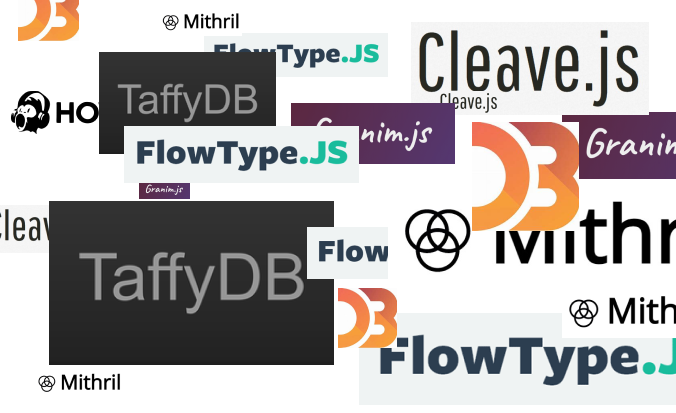 Mithril
FlowType.JS
Cleave.js
TaffyDB
Cleave.js
HO
Granim.js
Granim
FlowType.JS
Granim.js
Cleav
Mithr
Flow
TaffyDB
Mith
FlowType.J
Mithril